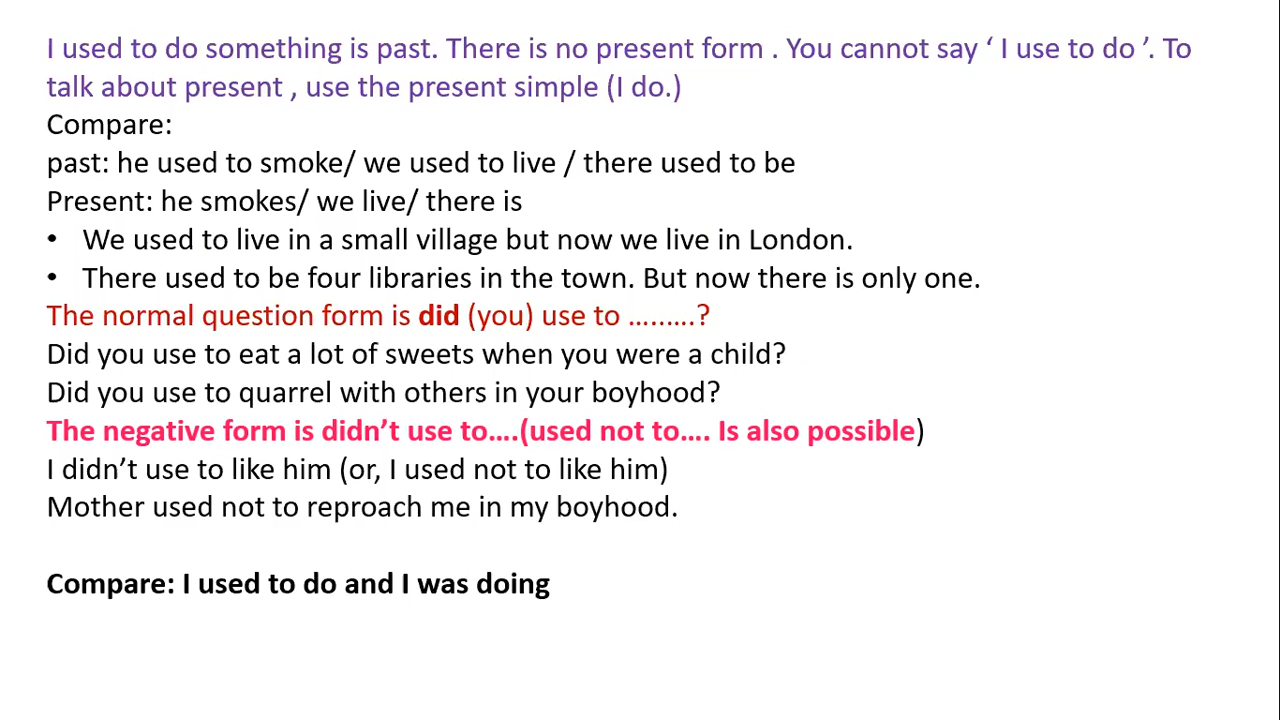 I used to do something is past. There is no present form . You cannot say ‘ I use to do ’. To
talk about present , use the present simple (I do.)
Compare:
past: he used to smoke/ we used to live / there used to be
Present: he smokes/ we live/ there is
• We used to live in a small village but now we live in London.
• There used to be four libraries in the town. But now there is only one.
The normal question form is did (you) use to ……….?
Did you use to eat a lot of sweets when you were a child?
Did you use to quarrel with others in your boyhood?
The negative form is didn’t use to….(used not to…. Is also possible)
I didn’t use to like him (or, I used not to like him)
Mother used not to reproach me in my boyhood.
Compare: I used to do and I was doing